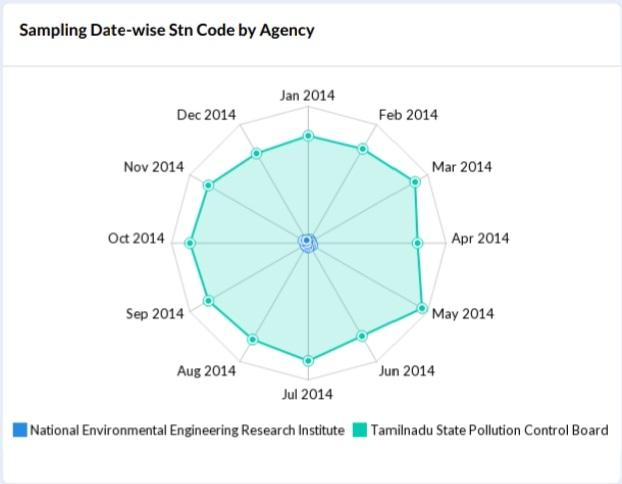 Sampling Date-wise Stn Code by Agency
Jan 2014
Dec 2014
Feb 2014
Nov 2014
Mar 2014
Oct 2014
Apr 2014
Sep 2014
May 2014
Aug 2014
Jun 2014
Jul 2014
National Environmental Engineering Research Institute
Tamilnadu State Pollution Control Board